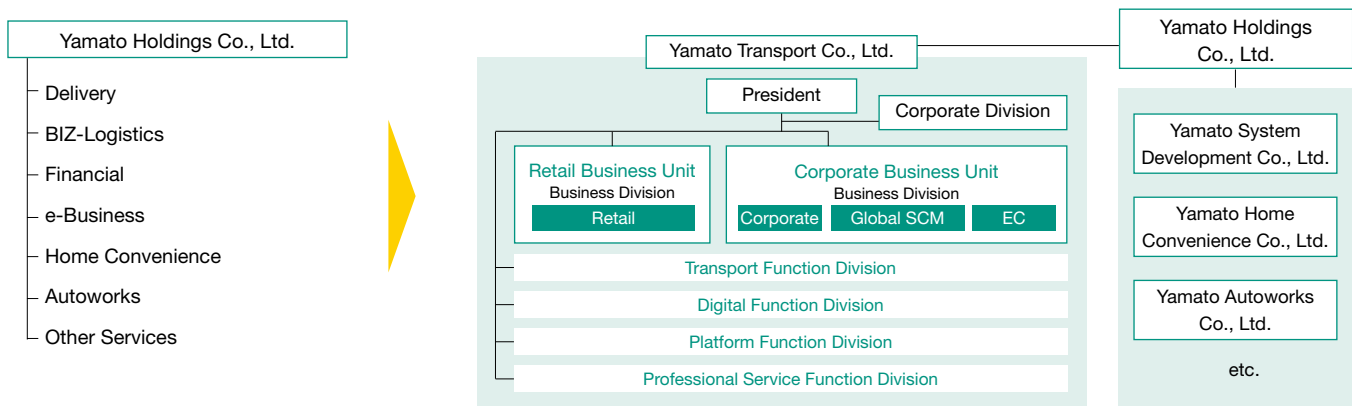 Yamato Holdings Co., Ltd.
Delivery
BIZ-Logistics
Financial
e-Business
Home Convenience
Autoworks
Other Services
Yamato Transport Co., Ltd.
President
Corporate Division
Retail Business Unit
Business Division
Retail
Corporate Business Unit
Business Division
Corporate
Global SCM
EC
Transport Function Division
Digital Function Division
Platform Function Division
Professional Service Function Division
Yamato Holdings
Co., Ltd.
Yamato System
Development Co., Ltd.
Yamato Home
Convenience Co., Ltd.
Yamato Autoworks
Co., Ltd.
etc.